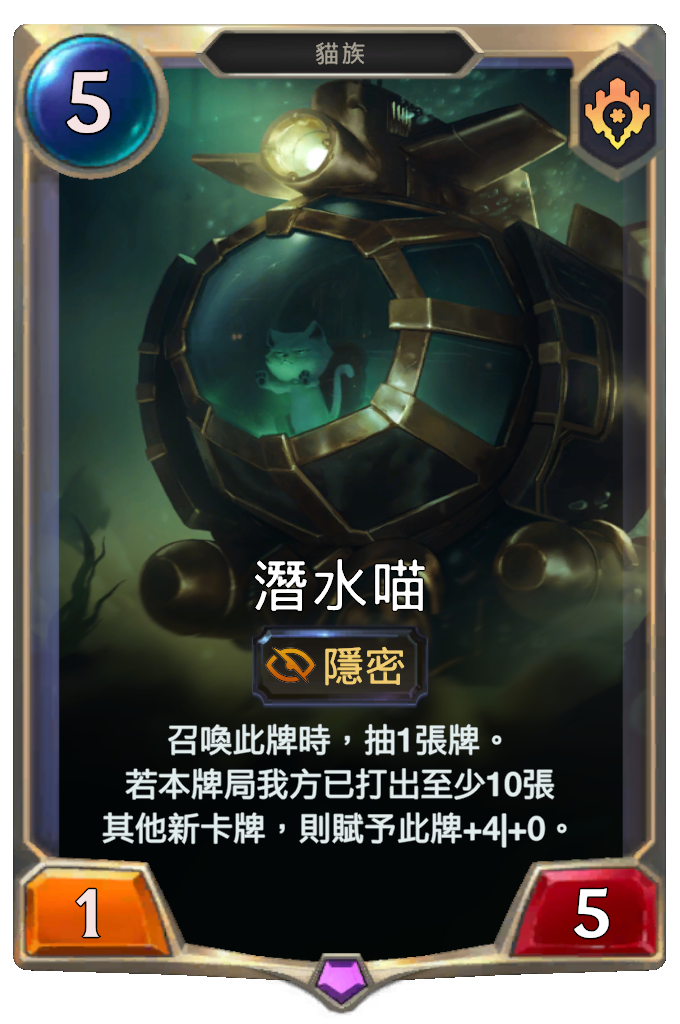 5
貓族
潛水喵
隱密
召喚此牌時，抽1張牌。
若本牌局我方已打出至少10張
其他新卡牌，則賦予此牌+4|+0。
1
5